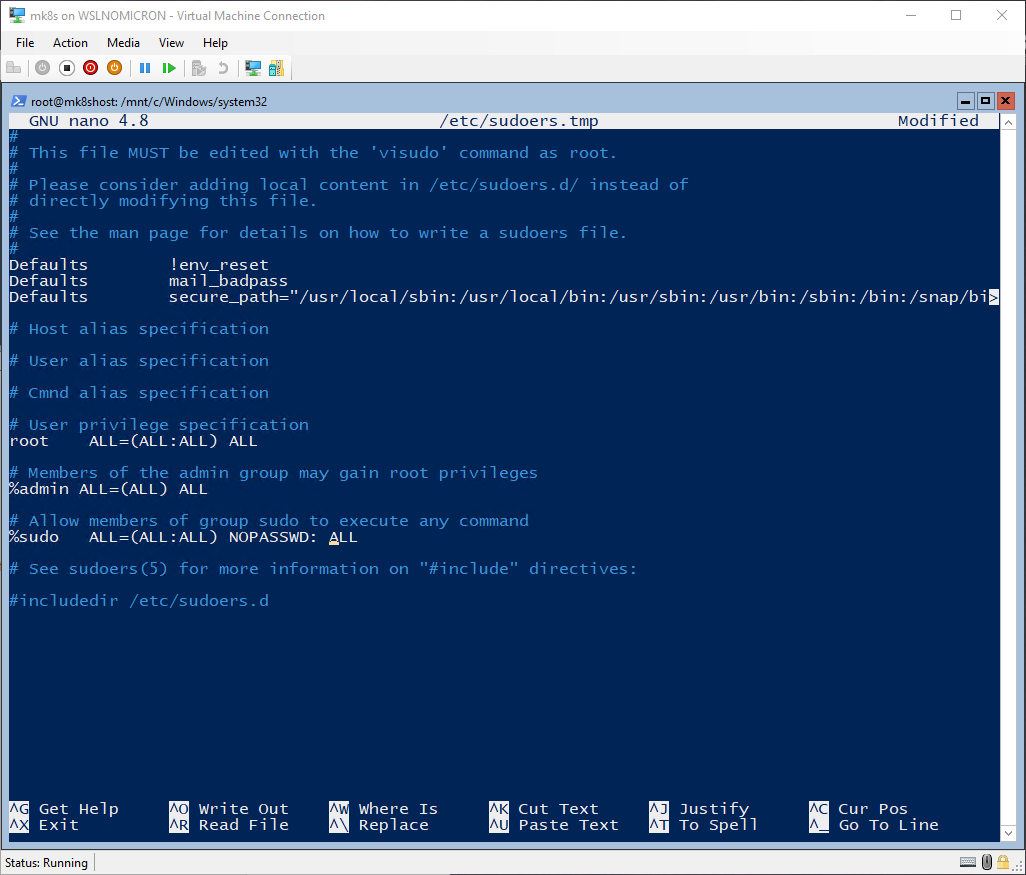 mk8s on WSLNOMICRON - Virtual Machine Connection
File Action Media View Help
root@mk8shost: /mnt/c/Windows/system32
GNU nano 4.8 /etc/sudoers.tmp Modified
#
# This file MUST be edited with the 'visudo' command as root.
#
# Please consider adding local content in /etc/sudoers.d/ instead of
# directly modifying this file.
#
# See the man page for details on how to write a sudoers file.
#
Defaults !env_reset
Defaults mail_badpass
Defaults secure_path="/usr/local/sbin:/usr/local/bin:/usr/sbin:/usr/bin:/sbin:/bin:/snap/bi>
# Host alias specification
# User alias specification
# Cmnd alias specification
# User privilege specification
root ALL=(ALL:ALL) ALL
# Members of the admin group may gain root privileges
%admin ALL=(ALL) ALL
# Allow members of group sudo to execute any command
%sudo ALL=(ALL:ALL) NOPASSWD: ALL
# See sudoers(5) for more information on "#include" directives:
#includedir /etc/sudoers.d
^G Get Help ^O Write Out ^W Where Is ^K Cut Text ^J Justify ^C Cur Pos
^X Exit ^R Read File ^\ Replace ^U Paste Text ^T To Spell ^_ Go To Line
Status: Running